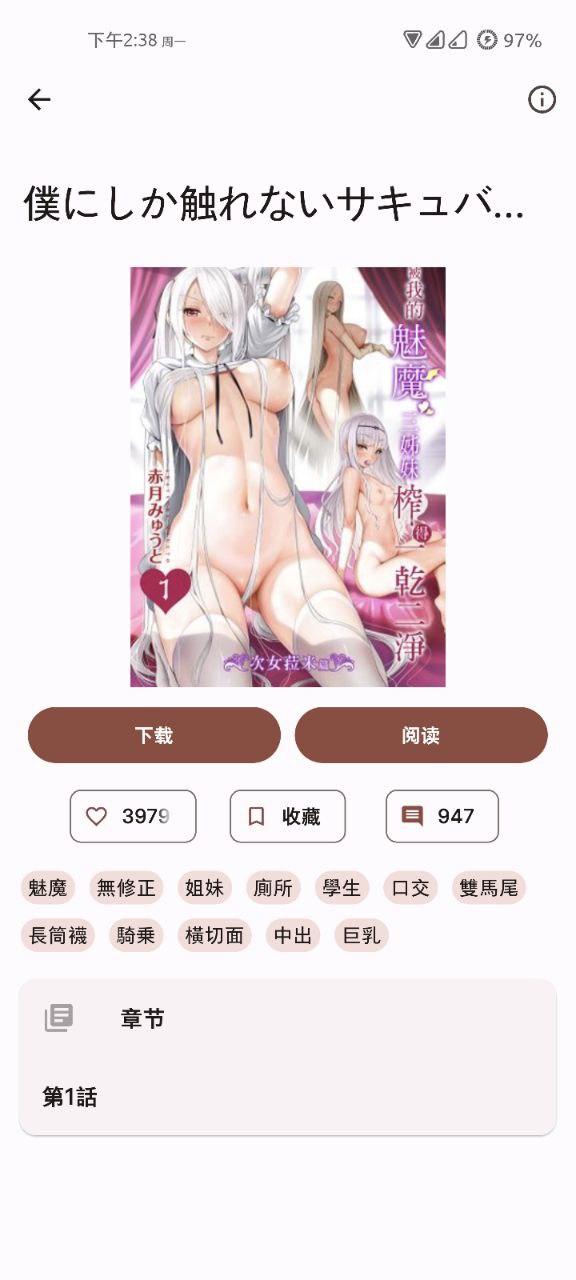 下午2:38 周一
97%
僕にしか触れないサキュバ...
被我的
魅魔
三姊妹
榨得
一乾二淨
赤月みゅうと
1
次女菈米篇
下载
阅读
3979
收藏
947
魅魔 無修正 姐妹 廁所 學生 口交 雙馬尾
長筒襪 騎乘 橫切面 中出 巨乳
章节
第1話